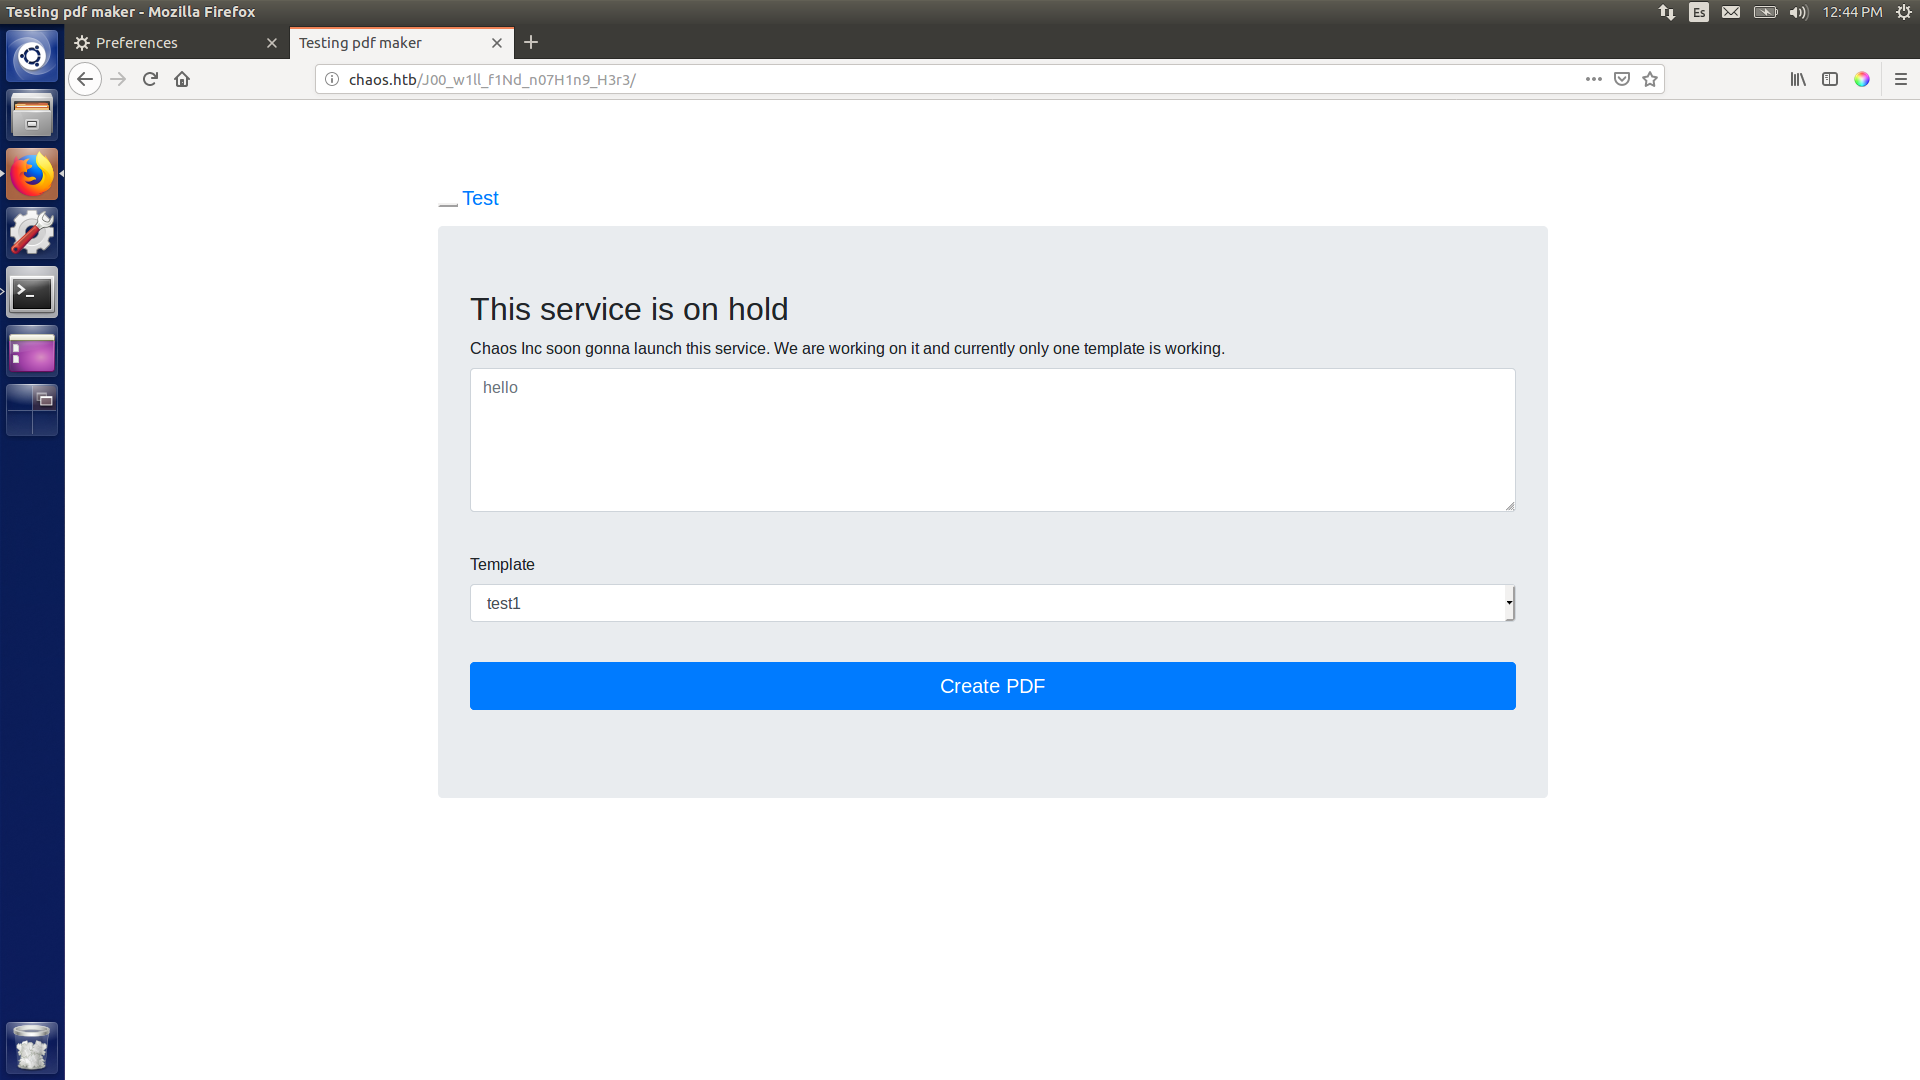 Testing pdf maker - Mozilla Firefox
Es
12:44 PM
Preferences
Testing pdf maker
chaos.htb/J00_w1ll_f1Nd_n07H1n9_H3r3/
Test
This service is on hold
Chaos Inc soon gonna launch this service. We are working on it and currently only one template is working.
hello
Template
test1
Create PDF